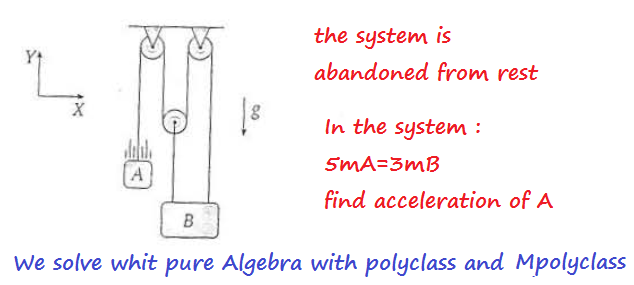 the system is
abandoned from rest
Y
X
g
In the system :
5mA=3mB
find acceleration of A
A
B
We solve whit pure Algebra with polyclass and Mpolyclass